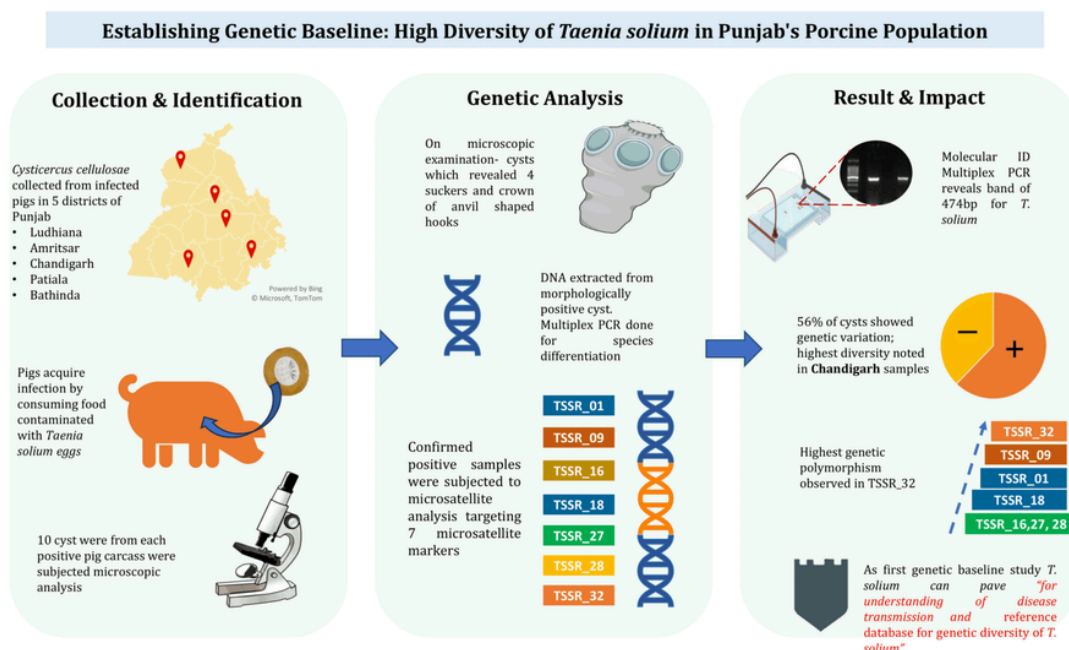 Establishing Genetic Baseline: High Diversity of Taenia solium in Punjab's Porcine Population
Collection & Identification
Cysticercus cellulosae
collected from infected
pigs in 5 districts of
Punjab
• Ludhiana
• Amritsar
• Chandigarh
• Patiala
• Bathinda
Powered by Bing
© Microsoft, TomTom
Pigs acquire
infection by
consuming food
contaminated
with Taenia
solium eggs
10 cyst were from each
positive pig carcass were
subjected microscopic
analysis
Genetic Analysis
On microscopic
examination- cysts
which revealed 4
suckers and crown
of anvil shaped
hooks
DNA extracted from
morphologically
positive cyst.
Multiplex PCR done
for species
differentiation
Confirmed
positive samples
were subjected to
microsatellite
analysis targeting
7 microsatellite
markers
TSSR_01
TSSR_09
TSSR_16
TSSR_18
TSSR_27
TSSR_28
TSSR_32
Result & Impact
Molecular ID
Multiplex PCR
reveals band of
474bp for T.
solium
56% of cysts showed
genetic variation;
highest diversity noted
in Chandigarh samples
− +
Highest genetic
polymorphism
observed in TSSR_32
TSSR_32
TSSR_09
TSSR_01
TSSR_18
TSSR_16,27, 28
As first genetic baseline study T.
solium can pave "for
understanding of disease
transmission and reference
database for genetic diversity of T.
solium"